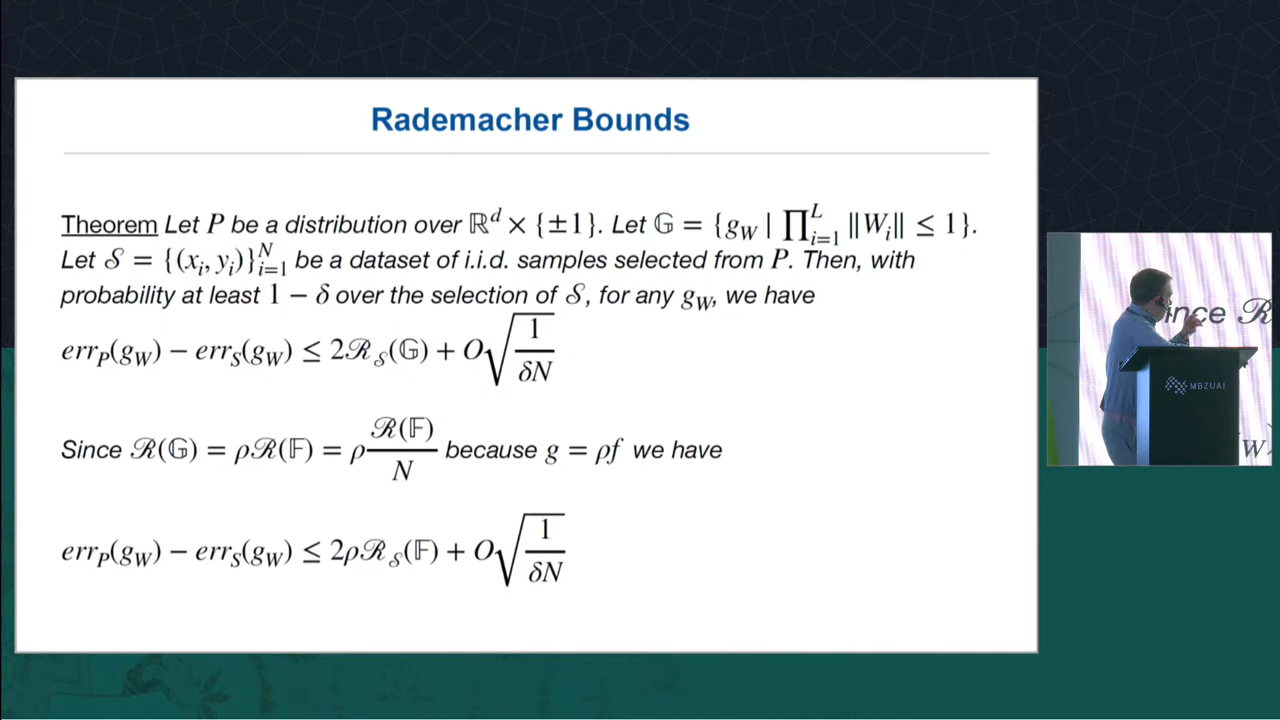 Rademacher Bounds
Theorem Let P be a distribution over ℝᵈ × {±1}. Let 𝔾 = {g_W | ∏_{i=1}^{L} ‖W_i‖ ≤ 1}.
Let 𝒮 = {(x_i, y_i)}_{i=1}^{N} be a dataset of i.i.d. samples selected from P. Then, with
probability at least 1 − δ over the selection of 𝒮, for any g_W, we have
err_P(g_W) − err_S(g_W) ≤ 2ℛ_𝒮(𝔾) + O√(1/δN)
Since ℛ(𝔾) = ρℛ(𝔽) = ρ ℛ(𝔽)/N because g = ρf we have
err_P(g_W) − err_S(g_W) ≤ 2ρℛ_𝒮(𝔽) + O√(1/δN)
ince ℛ
MBZUAI
W